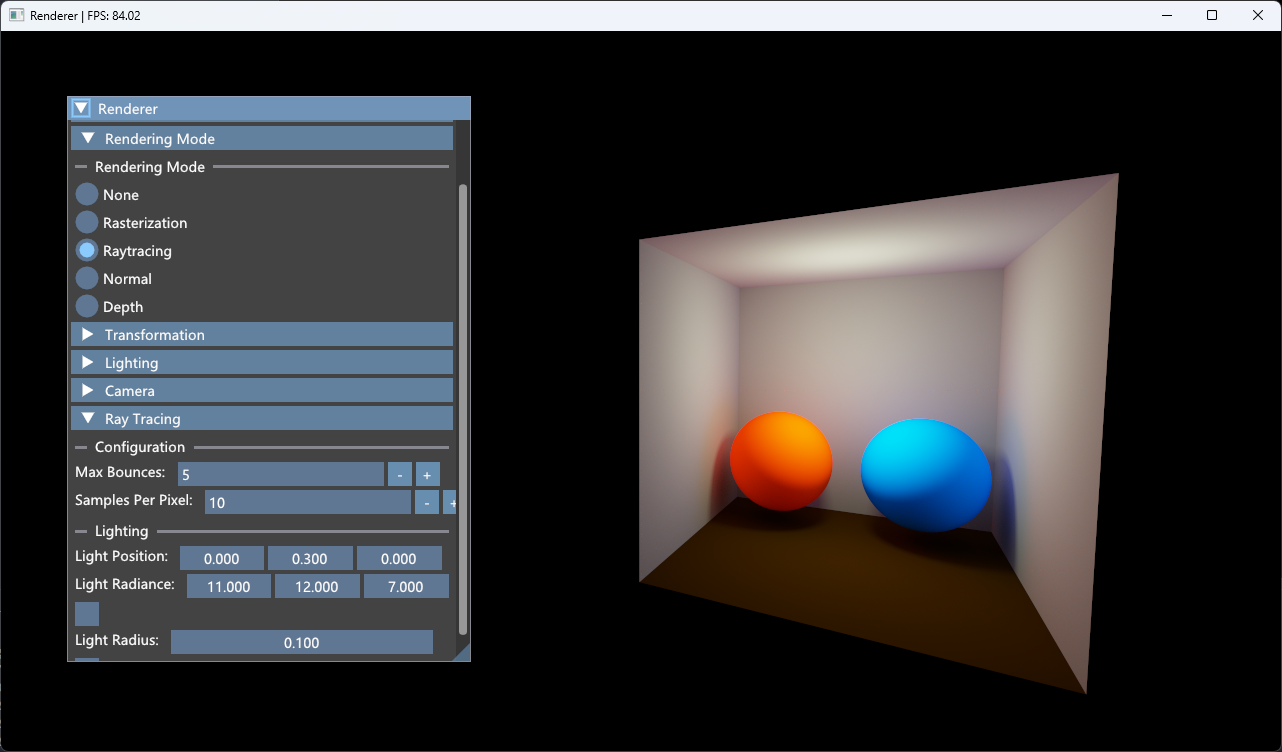 Renderer | FPS: 84.02
Renderer
Rendering Mode
Rendering Mode
None
Rasterization
Raytracing
Normal
Depth
Transformation
Lighting
Camera
Ray Tracing
Configuration
Max Bounces: 5 - +
Samples Per Pixel: 10 - +
Lighting
Light Position: 0.000 0.300 0.000
Light Radiance: 11.000 12.000 7.000
Light Radius: 0.100